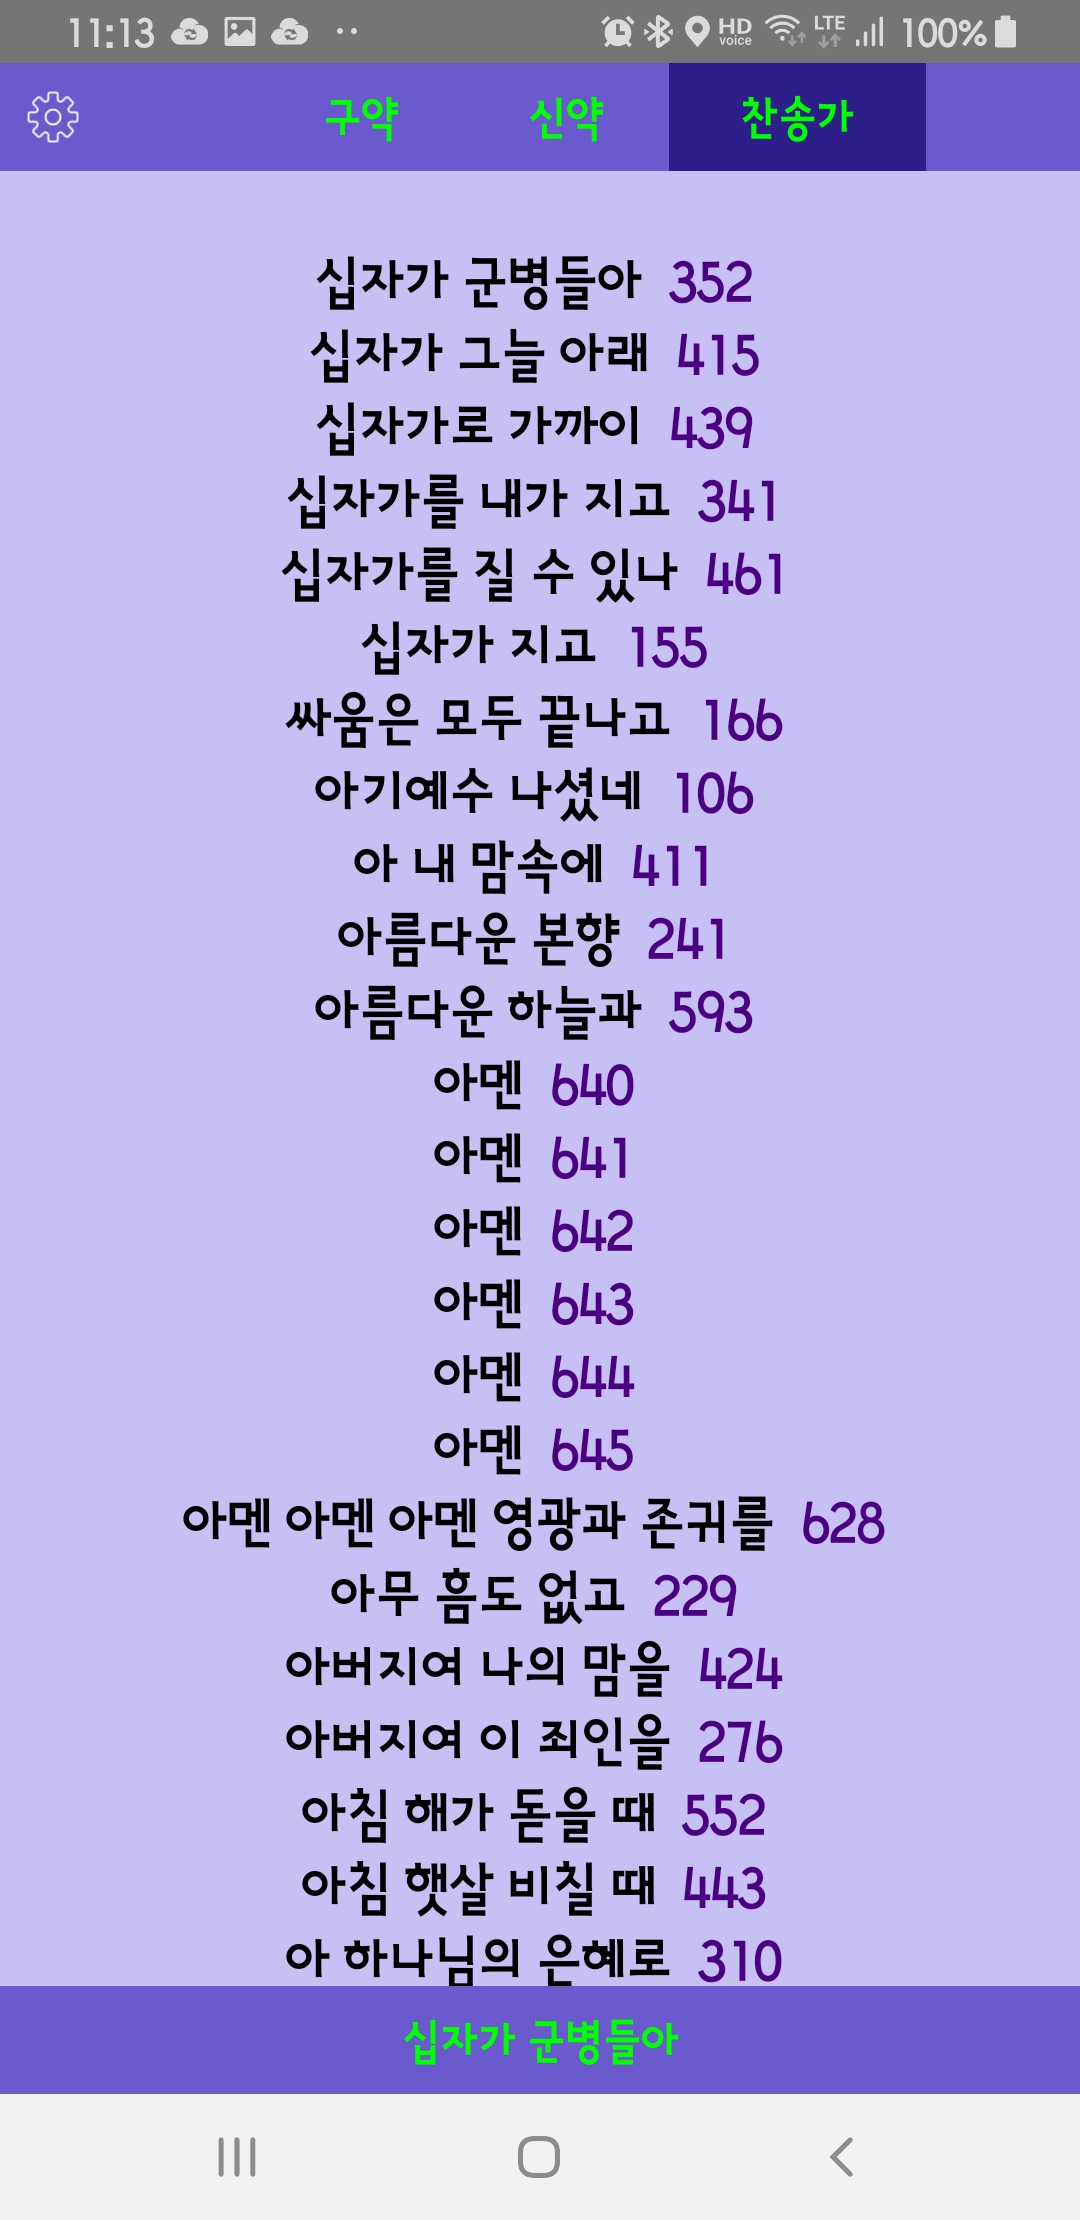 11:13 HD voice LTE 100%
구약 신약 찬송가
십자가 군병들아 352
십자가 그늘 아래 415
십자가로 가까이 439
십자가를 내가 지고 341
십자가를 질 수 있나 461
십자가 지고 155
싸움은 모두 끝나고 166
아기예수 나셨네 106
아 내 맘속에 411
아름다운 본향 241
아름다운 하늘과 593
아멘 640
아멘 641
아멘 642
아멘 643
아멘 644
아멘 645
아멘 아멘 아멘 영광과 존귀를 628
아무 흠도 없고 229
아버지여 나의 맘을 424
아버지여 이 죄인을 276
아침 해가 돋을 때 552
아침 햇살 비칠 때 443
아 하나님의 은혜로 310
십자가 군병들아